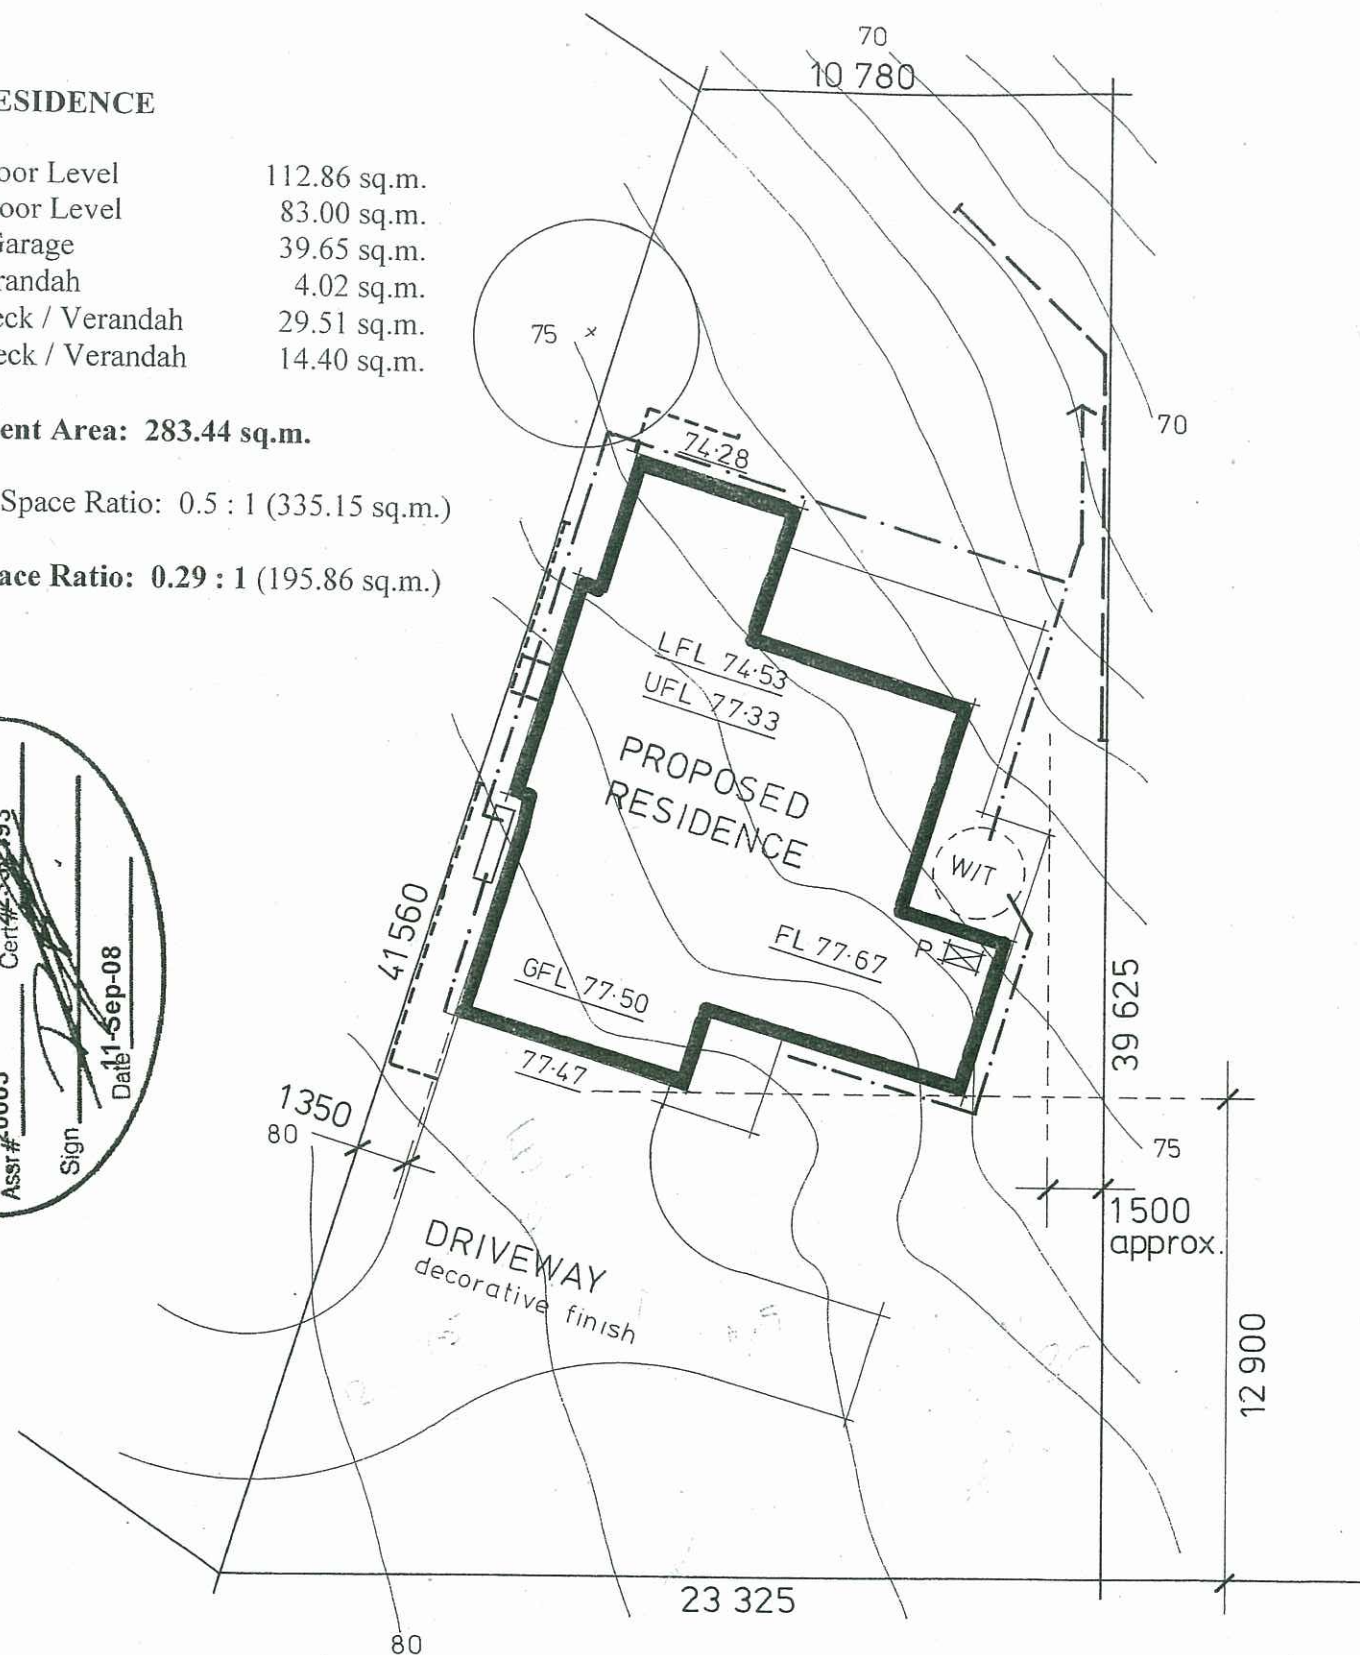 ESIDENCE
oor Level 112.86 sq.m.
oor Level 83.00 sq.m.
Garage 39.65 sq.m.
randah 4.02 sq.m.
eck / Verandah 29.51 sq.m.
eck / Verandah 14.40 sq.m.
ent Area: 283.44 sq.m.
Space Ratio: 0.5 : 1 (335.15 sq.m.)
ace Ratio: 0.29 : 1 (195.86 sq.m.)
70
10 780
75
70
74.28
LFL 74.53
UFL 77.33
PROPOSED
RESIDENCE
W/T
P
FL 77.67
GFL 77.50
77.47
41 560
39 625
1350
80
75
1500
approx.
DRIVEWAY
decorative finish
12 900
23 325
80
Cert#
Assr#
Sign
Date 11-Sep-08